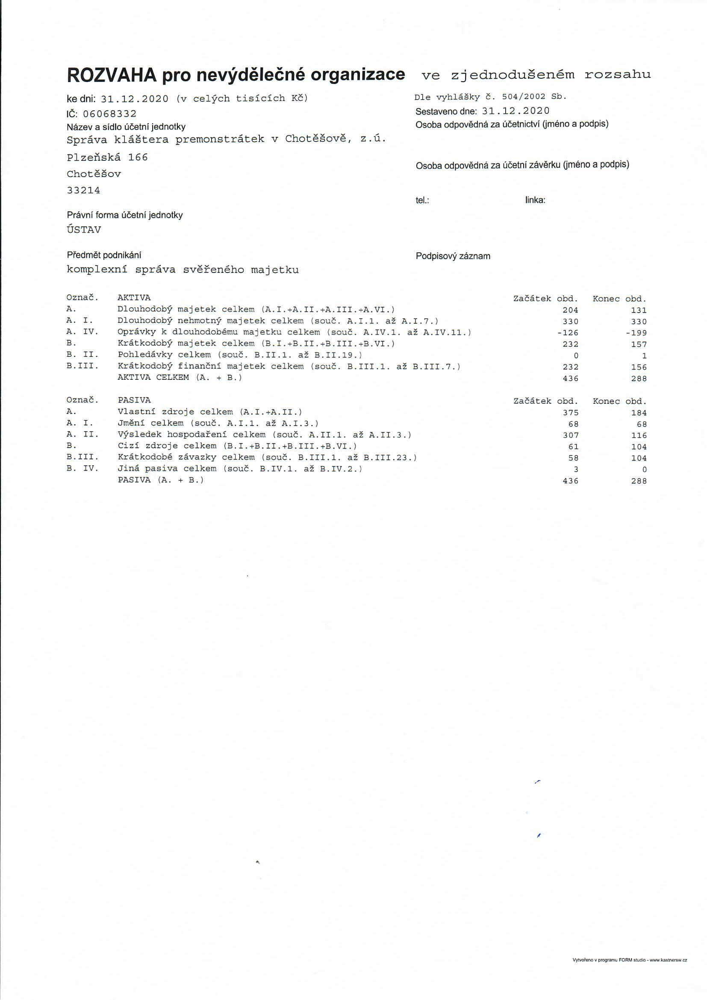 ROZVAHA pro nevýdělečné organizace ve zjednodušeném rozsahu
ke dni: 31.12.2020 (v celých tisících Kč) Dle vyhlášky č. 504/2002 Sb.
IČ: 06068332 Sestaveno dne: 31.12.2020
Název a sídlo účetní jednotky Osoba odpovědná za účetnictví (jméno a podpis)
Správa kláštera premonstrátek v Chotěšově, z.ú.
Plzeňská 166
Osoba odpovědná za účetní závěrku (jméno a podpis)
Chotěšov
33214
tel.: linka:
Právní forma účetní jednotky
ÚSTAV
Předmět podnikání Podpisový záznam
komplexní správa svěřeného majetku
Označ. AKTIVA Začátek obd. Konec obd.
A. Dlouhodobý majetek celkem (A.I.+A.II.+A.III.+A.VI.) 204 131
A. I. Dlouhodobý nehmotný majetek celkem (souč. A.I.1. až A.I.7.) 330 330
A. IV. Oprávky k dlouhodobému majetku celkem (souč. A.IV.1. až A.IV.11.) -126 -199
B. Krátkodobý majetek celkem (B.I.+B.II.+B.III.+B.VI.) 232 157
B. II. Pohledávky celkem (souč. B.II.1. až B.II.19.) 0 1
B.III. Krátkodobý finanční majetek celkem (souč. B.III.1. až B.III.7.) 232 156
AKTIVA CELKEM (A. + B.) 436 288
Označ. PASIVA Začátek obd. Konec obd.
A. Vlastní zdroje celkem (A.I.+A.II.) 375 184
A. I. Jmění celkem (souč. A.I.1. až A.I.3.) 68 68
A. II. Výsledek hospodaření celkem (souč. A.II.1. až A.II.3.) 307 116
B. Cizí zdroje celkem (B.I.+B.II.+B.III.+B.VI.) 61 104
B.III. Krátkodobé závazky celkem (souč. B.III.1. až B.III.23.) 58 104
B. IV. Jiná pasiva celkem (souč. B.IV.1. až B.IV.2.) 3 0
PASIVA (A. + B.) 436 288
Vytvořeno v programu FORM studio - www.kastnersw.cz